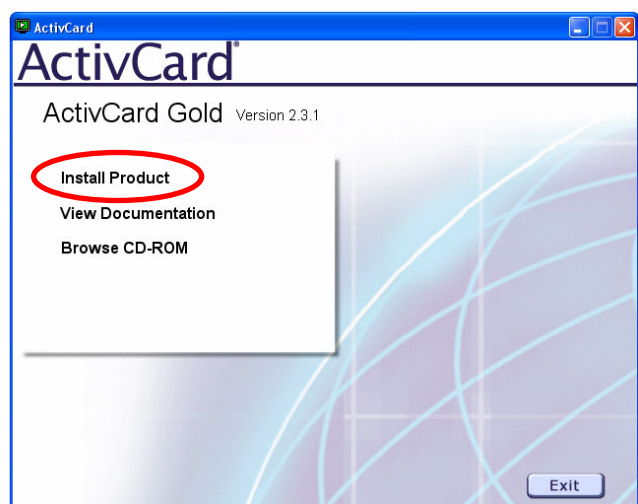 ActivCard
ActivCard®
ActivCard Gold Version 2.3.1
Install Product
View Documentation
Browse CD-ROM
Exit